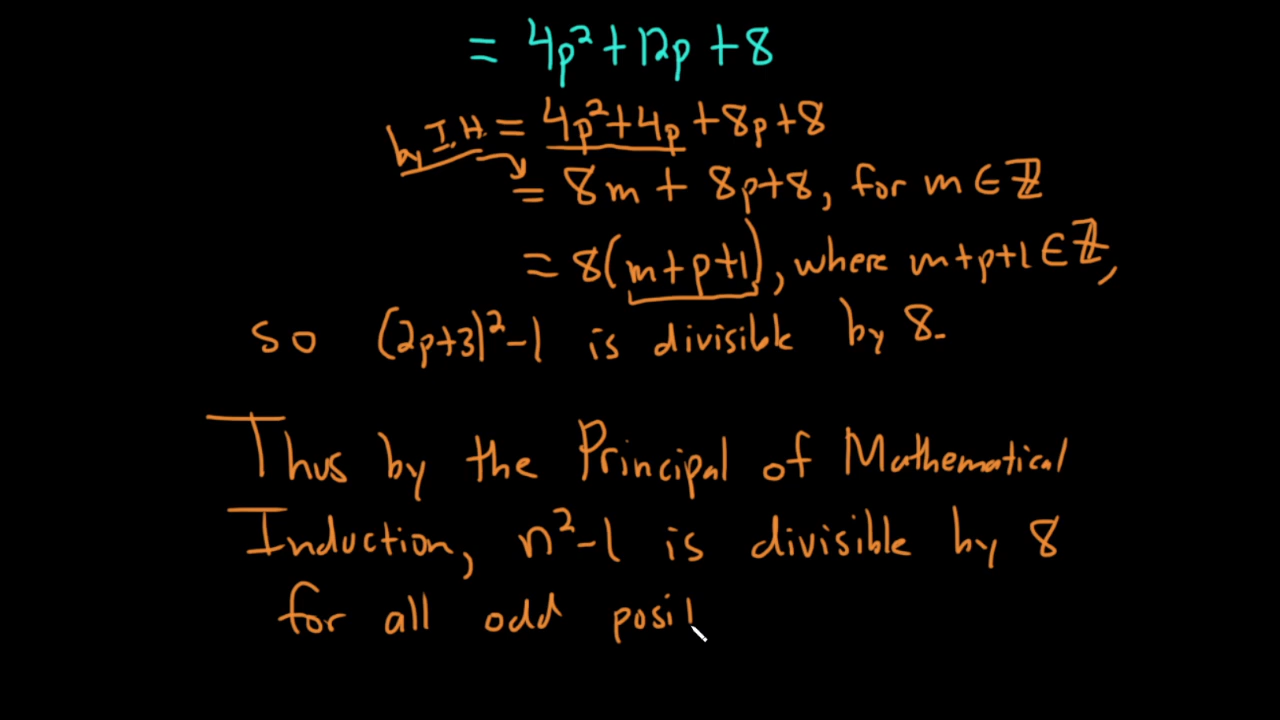 = 4p²+12p+8
by I.H. = 4p²+4p+8p+8
= 8m + 8p+8, for m ∈ ℤ
= 8(m+p+1), where m+p+1 ∈ ℤ,
so (2p+3)²-1 is divisible by 8.
Thus by the Principal of Mathematical
Induction, n²-1 is divisible by 8
for all odd posi